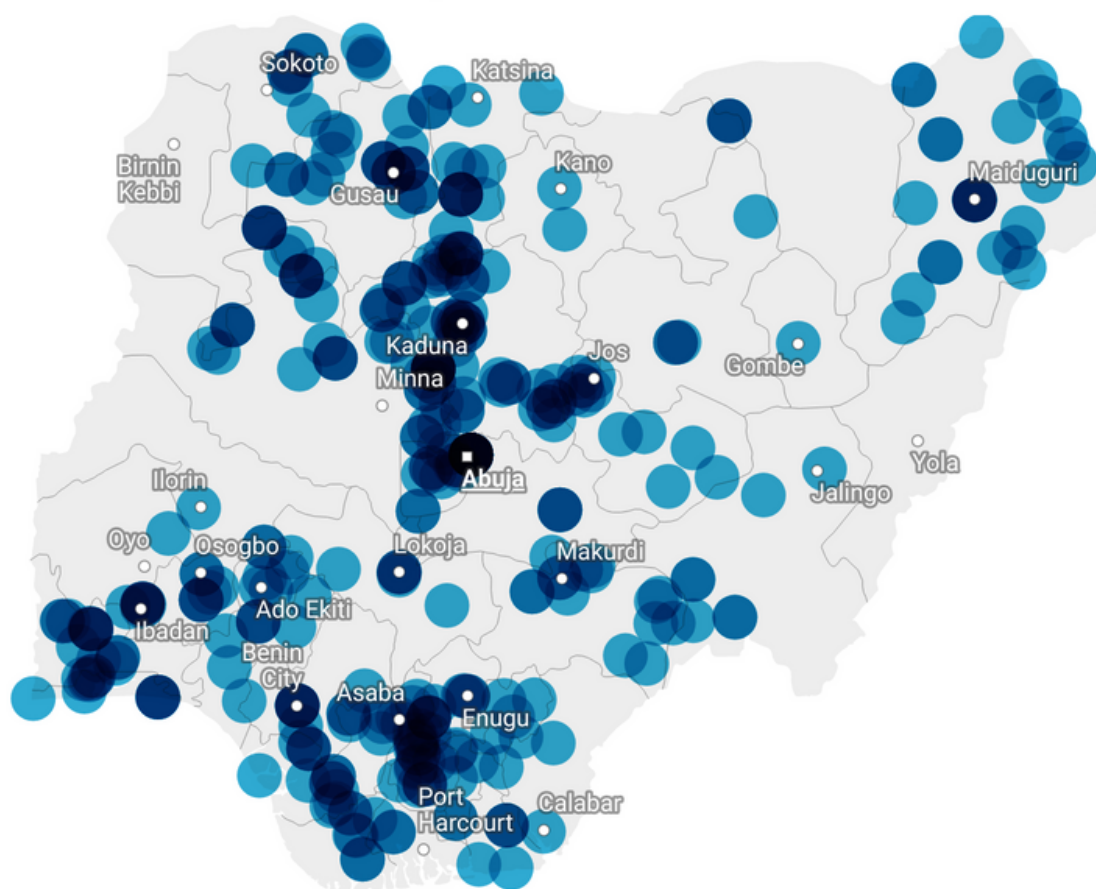 Sokoto
Katsina
Birnin
Kebbi
Gusau
Kano
Maiduguri
Kaduna
Minna
Jos
Gombe
Abuja
Yola
Jalingo
Ilorin
Oyo
Osogbo
Lokoja
Makurdi
Ado Ekiti
Ibadan
Benin
City
Asaba
Enugu
Port
Harcourt
Calabar